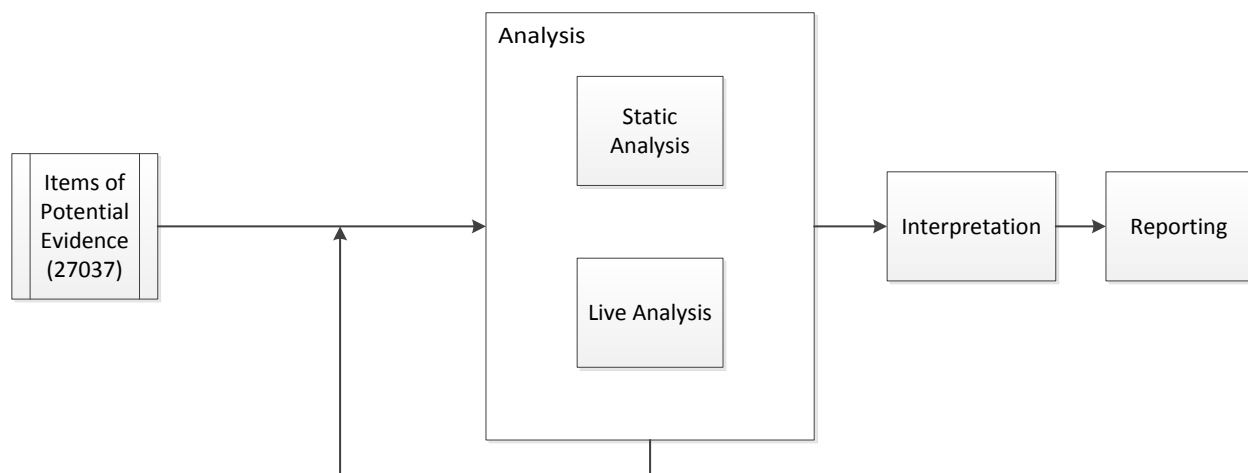 Analysis
Static
Analysis
Items of
Potential
Evidence
(27037)
Interpretation
Reporting
Live Analysis